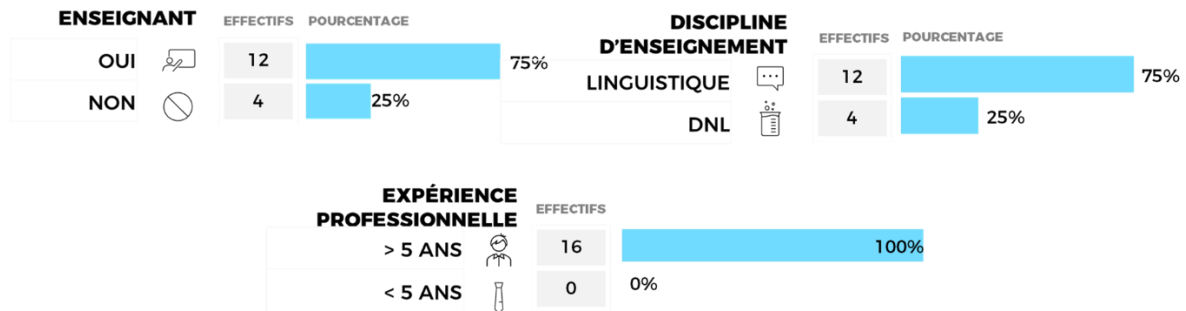 ENSEIGNANT EFFECTIFS POURCENTAGE
OUI 12 75%
NON 4 25%
DISCIPLINE
D'ENSEIGNEMENT EFFECTIFS POURCENTAGE
LINGUISTIQUE 12 75%
DNL 4 25%
EXPÉRIENCE
PROFESSIONNELLE EFFECTIFS
> 5 ANS 16 100%
< 5 ANS 0 0%